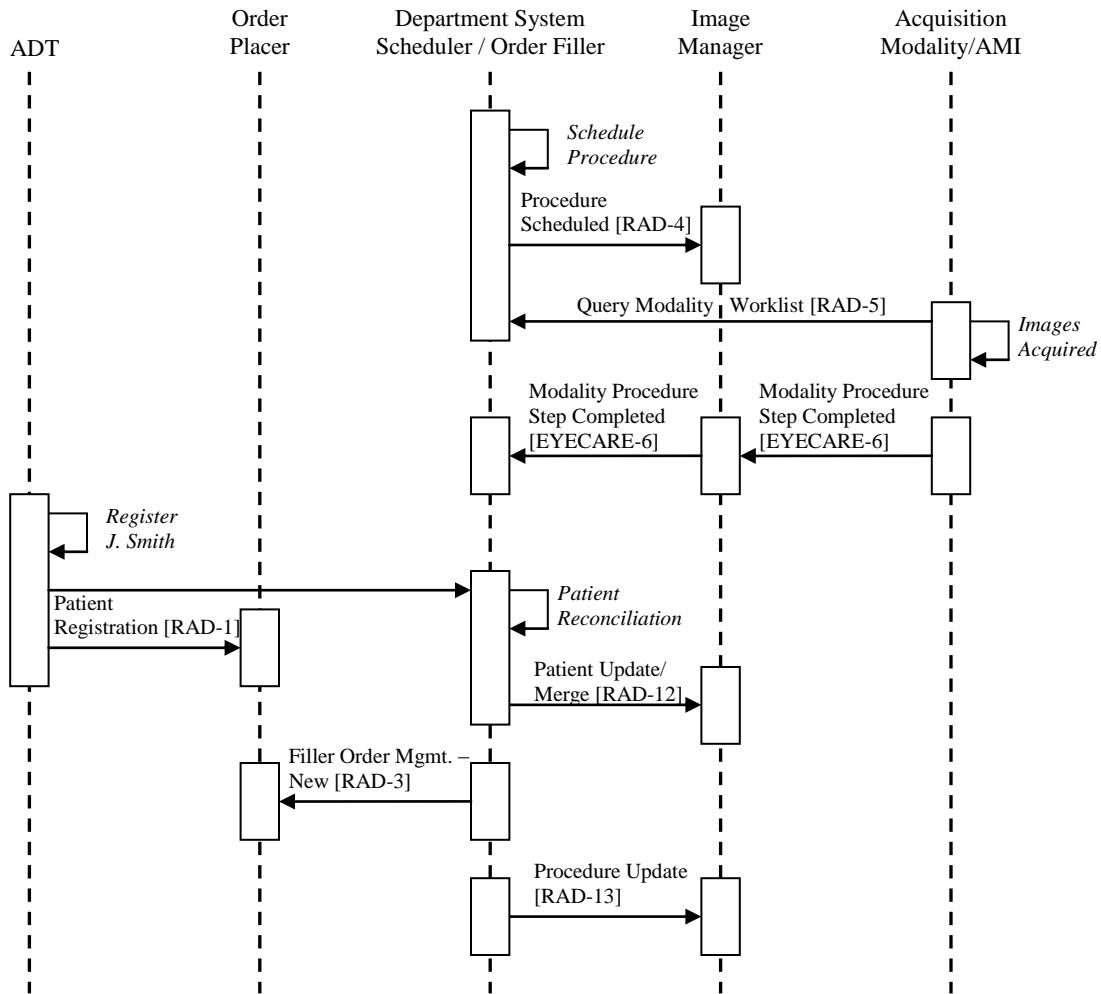 ADT
Order
Placer
Department System
Scheduler / Order Filler
Image
Manager
Acquisition
Modality/AMI
Schedule
Procedure
Procedure
Scheduled [RAD-4]
Query Modality Worklist [RAD-5]
Images
Acquired
Modality Procedure
Step Completed
[EYECARE-6]
Modality Procedure
Step Completed
[EYECARE-6]
Register
J. Smith
Patient
Registration [RAD-1]
Patient
Reconciliation
Patient Update/
Merge [RAD-12]
Filler Order Mgmt. –
New [RAD-3]
Procedure Update
[RAD-13]